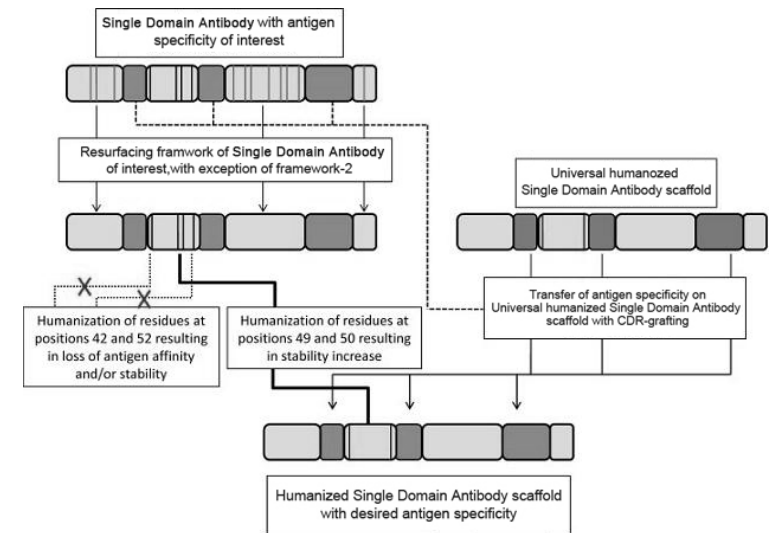 Single Domain Antibody with antigen
specificity of interest
Resurfacing framwork of Single Domain Antibody
of interest,with exception of framework-2
Universal humanozed
Single Domain Antibody scaffold
Humanization of residues at
positions 42 and 52 resulting
in loss of antigen affinity
and/or stability
Humanization of residues at
positions 49 and 50 resulting
in stability increase
Transfer of antigen specificity on
Universal humanized Single Domain Antibody
scaffold with CDR-grafting
Humanized Single Domain Antibody scaffold
with desired antigen specificity